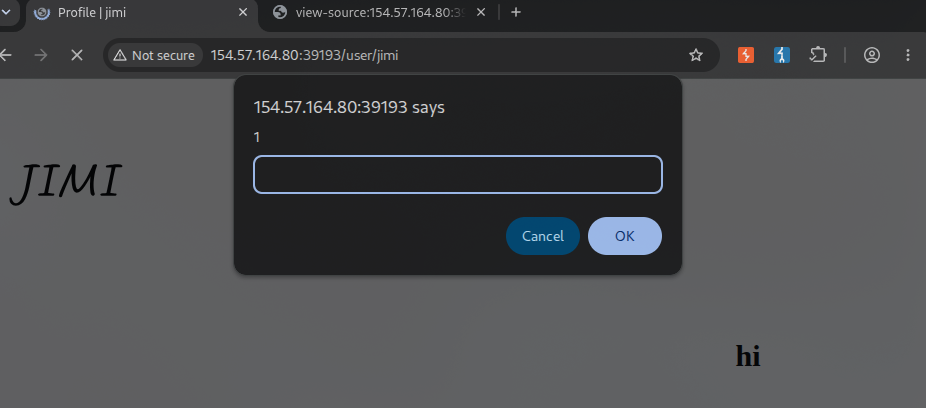 Profile | jimi
view-source:154.57.164.80:39
Not secure
154.57.164.80:39193/user/jimi
154.57.164.80:39193 says
1
Cancel
OK
JIMI
hi